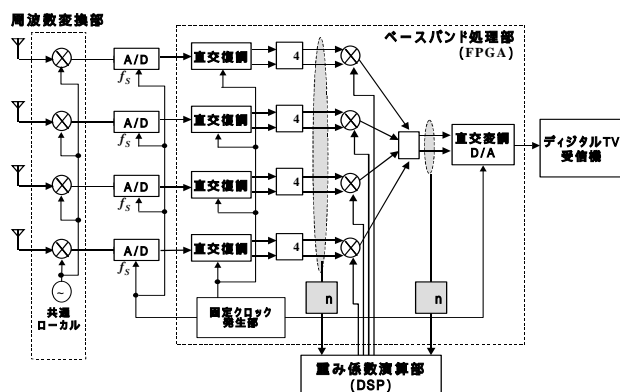 周波数変換部
ベースバンド処理部
(FPGA)
A/D
fS
直交復調
4
A/D
fS
直交復調
4
直交変調
D/A
ディジタルTV
受信機
A/D
fS
直交復調
4
A/D
fS
直交復調
4
~
共通
ローカル
固定クロック
発生部
n
n
重み係数演算部
(DSP)